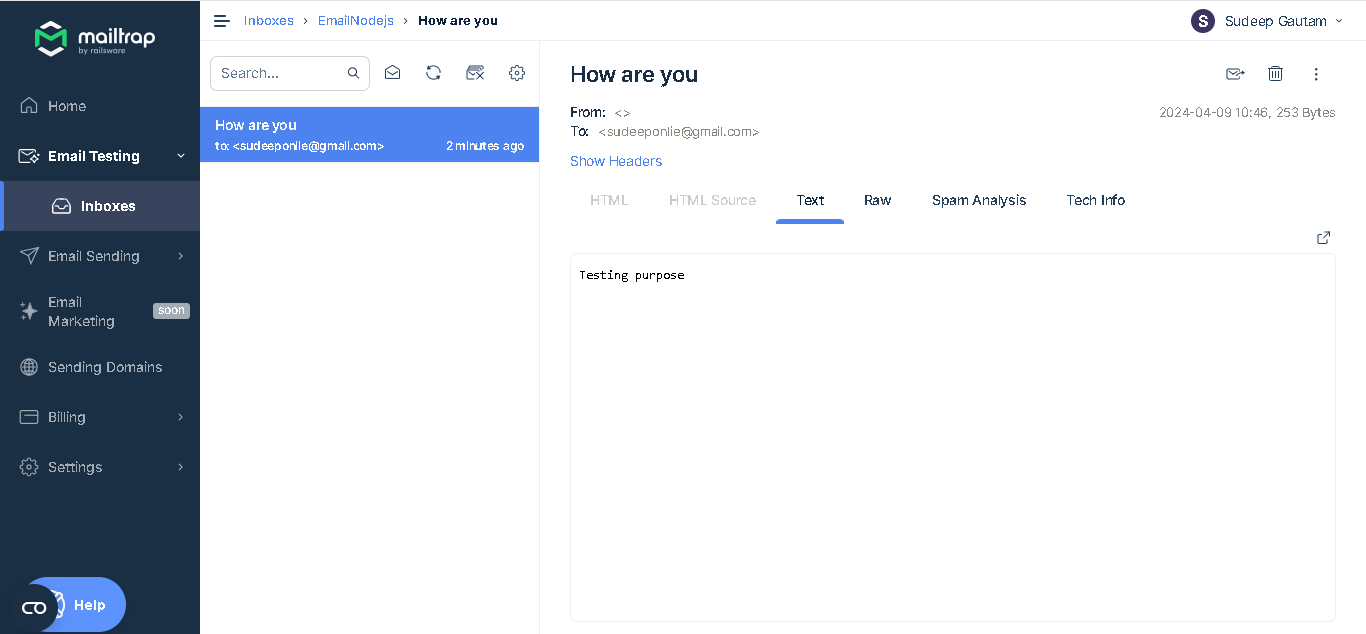 mailtrap
by railsware
Home
Email Testing
Inboxes
Email Sending
Email
Marketing
soon
Sending Domains
Billing
Settings
Help
Inboxes › EmailNodejs › How are you
S Sudeep Gautam
Search...
How are you
to: <sudeeponlie@gmail.com> 2 minutes ago
How are you
From: <>
2024-04-09 10:46, 253 Bytes
To: <sudeeponlie@gmail.com>
Show Headers
HTML HTML Source Text Raw Spam Analysis Tech Info
Testing purpose